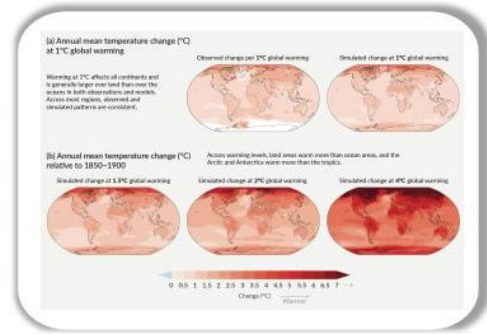 (a) Annual mean temperature change (°C)
at 1°C global warming
Warming at 1°C affects all continents and
is generally larger over land than over the
oceans in both observations and models.
Across most regions, observed and
simulated patterns are consistent.
Observed change per 1°C global warming
Simulated change at 1°C global warming
(b) Annual mean temperature change (°C)
relative to 1850–1900
Across warming levels, land areas warm more than ocean areas, and the
Arctic and Antarctica warm more than the tropics.
Simulated change at 1.5°C global warming
Simulated change at 2°C global warming
Simulated change at 4°C global warming
0 0.5 1 1.5 2 2.5 3 3.5 4 4.5 5 5.5 6 6.5 7
Change (°C)
Warmer